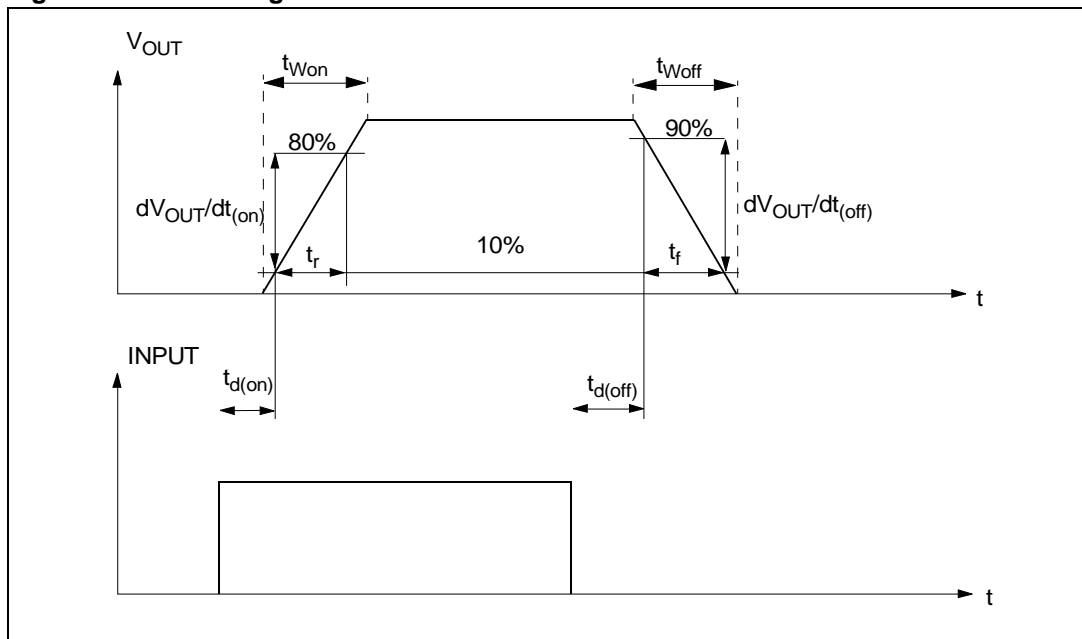 V_OUT
t_Won
t_Woff
80%
90%
dV_OUT/dt_(on)
dV_OUT/dt_(off)
t_r
10%
t_f
t
INPUT
t_d(on)
t_d(off)
t